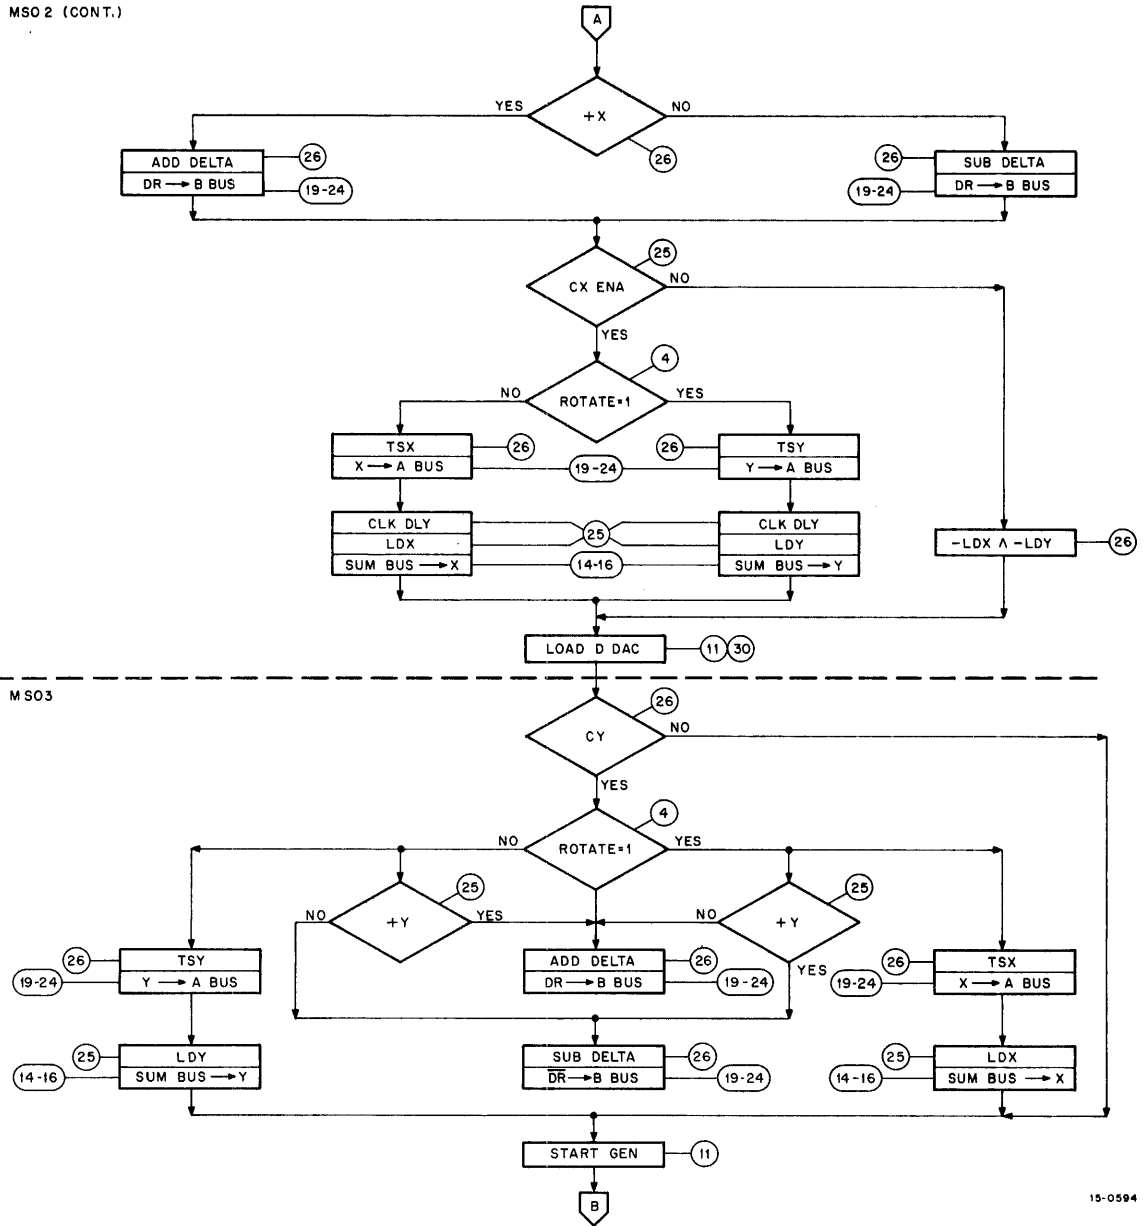 MSO2 (CONT.)
A
+X
YES
NO
26
ADD DELTA
26
DR → B BUS
19-24
26
SUB DELTA
19-24
DR → B BUS
25
CX ENA
NO
YES
4
ROTATE=1
NO
YES
TSX
26
X → A BUS
19-24
26
TSY
Y → A BUS
CLK DLY
LDX
SUM BUS → X
25
14-16
CLK DLY
LDY
SUM BUS → Y
-LDX Λ -LDY
26
LOAD D DAC
11
30
MSO3
26
CY
NO
YES
4
ROTATE=1
NO
YES
25
NO
+Y
YES
25
NO
+Y
YES
26
TSY
19-24
Y → A BUS
ADD DELTA
26
DR → B BUS
19-24
26
TSX
19-24
X → A BUS
25
LDY
14-16
SUM BUS → Y
SUB DELTA
26
D̅R̅ → B BUS
19-24
25
LDX
14-16
SUM BUS → X
START GEN
11
B
15-0594